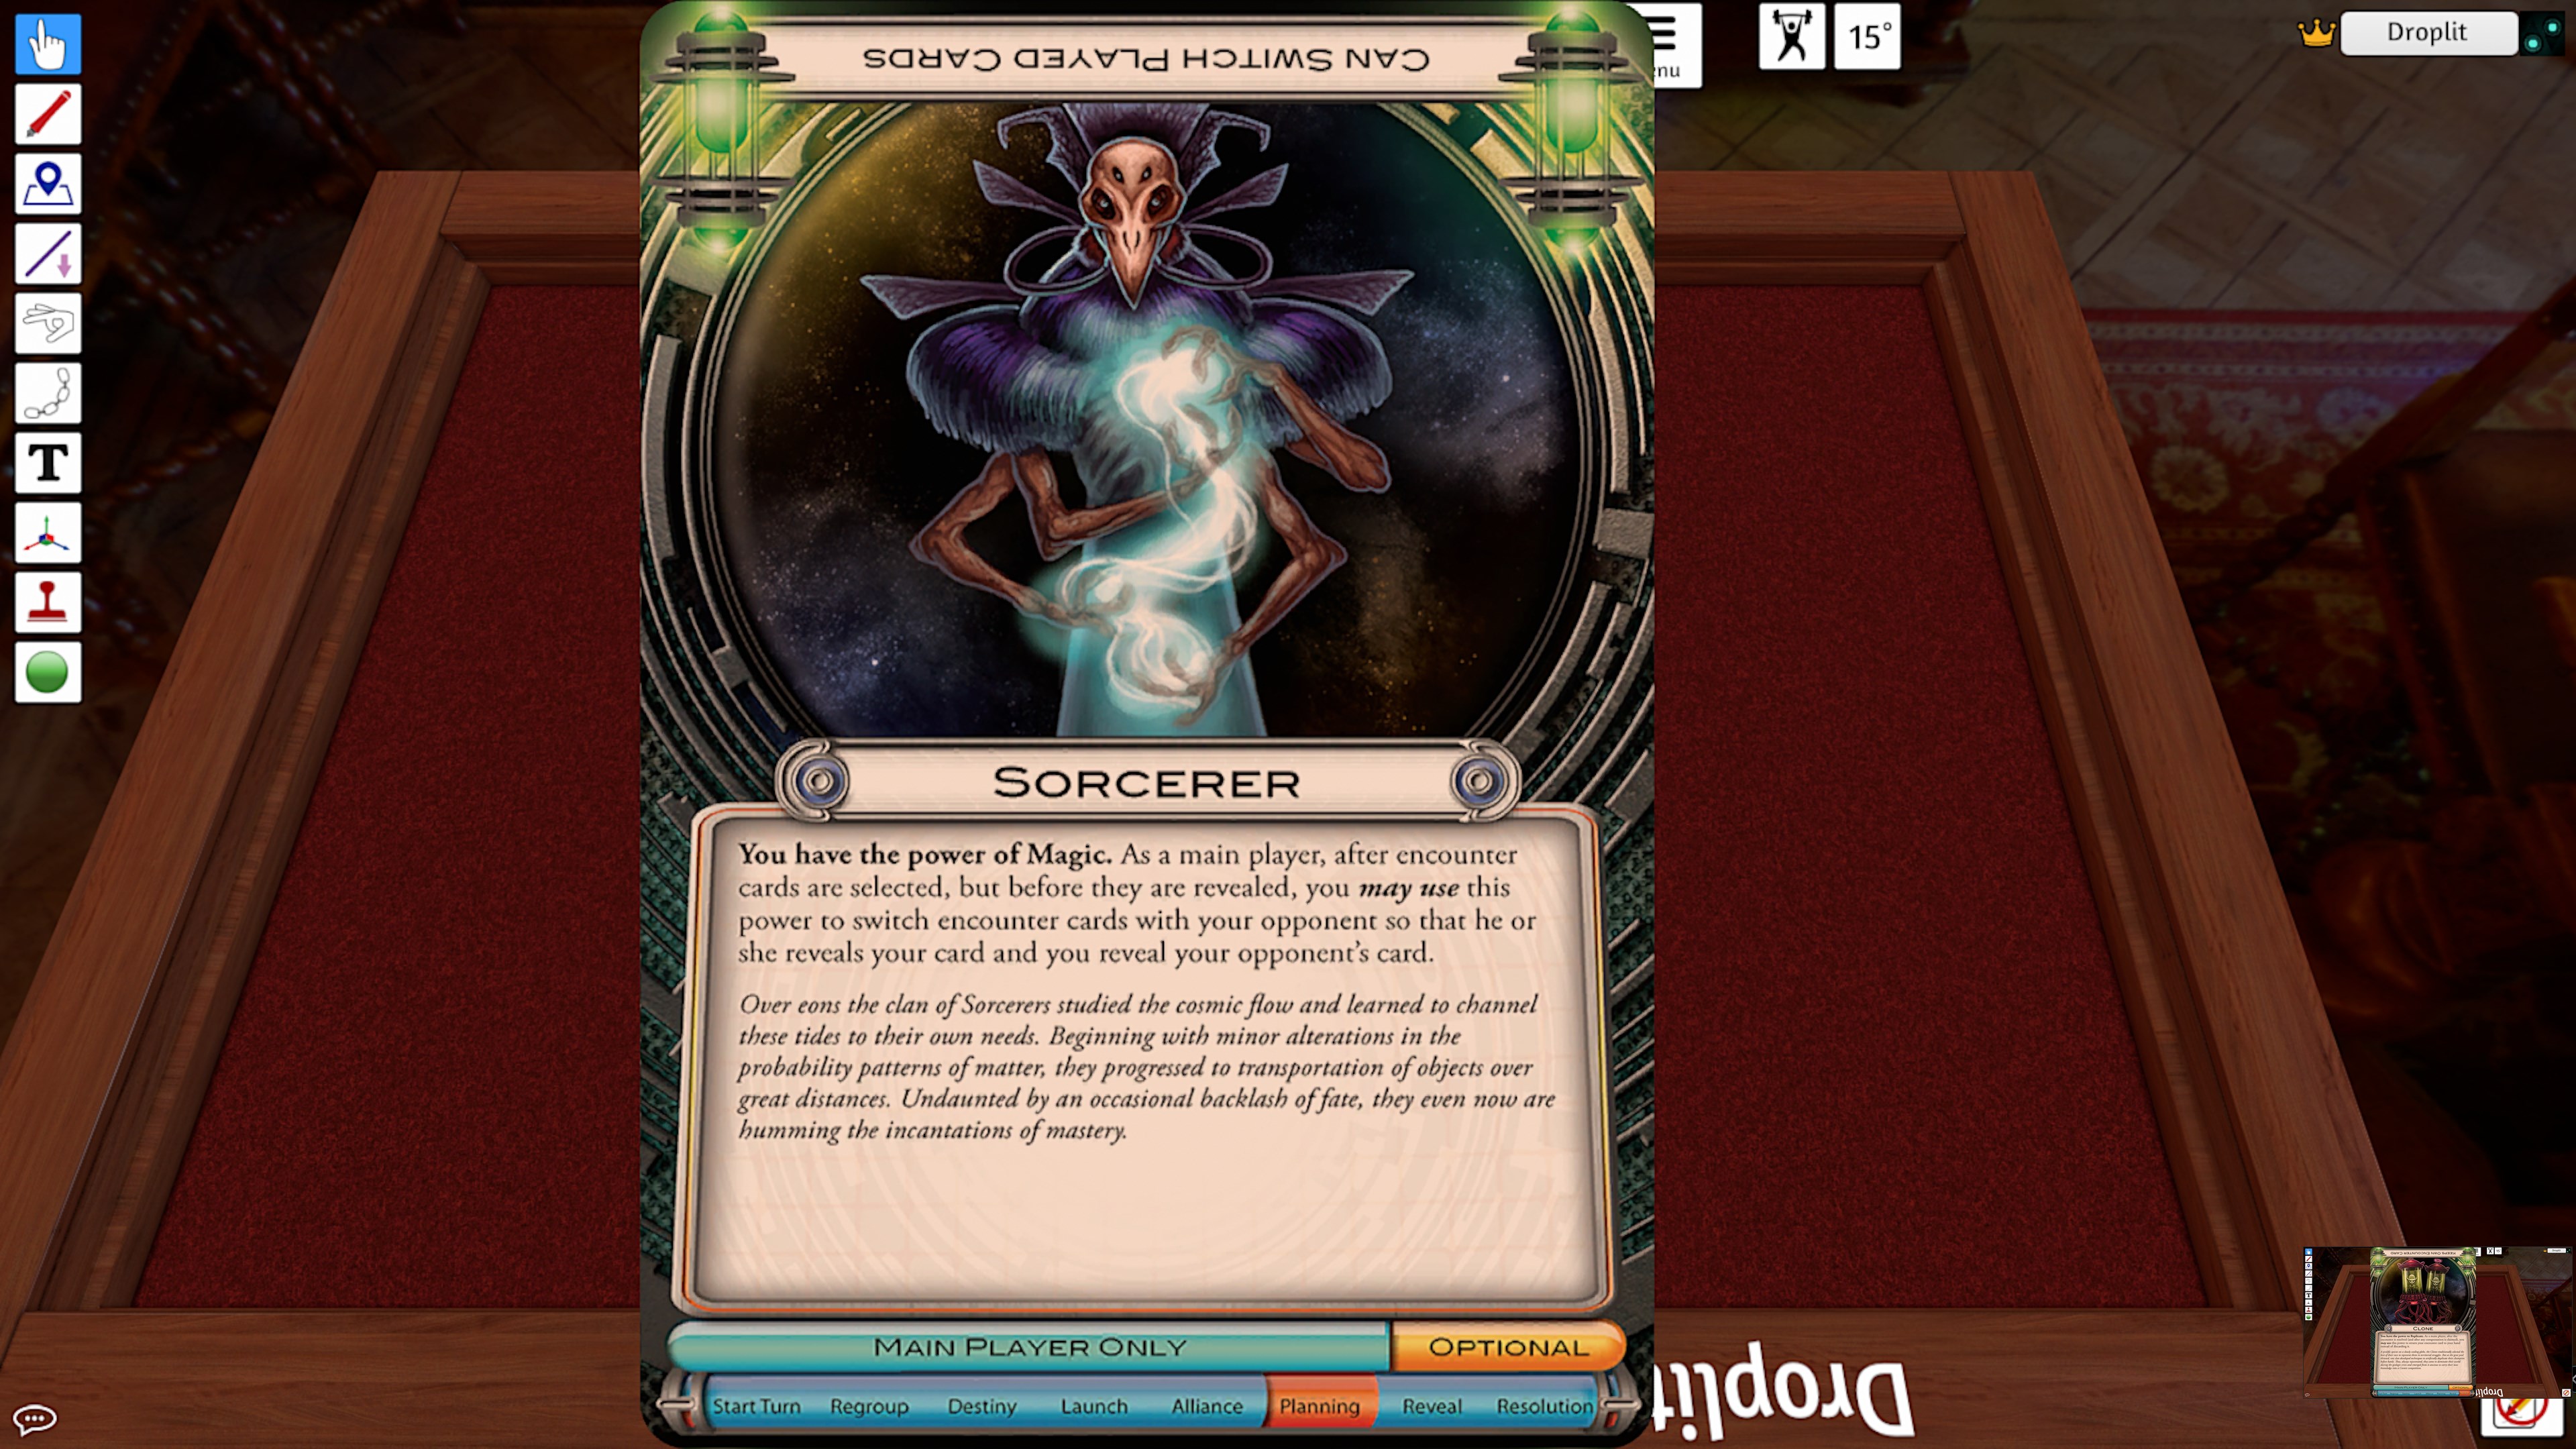 CAN SWITCH PLAYED CARDS
nu
15°
Droplit
T
SORCERER
You have the power of Magic. As a main player, after encounter
cards are selected, but before they are revealed, you may use this
power to switch encounter cards with your opponent so that he or
she reveals your card and you reveal your opponent's card.
Over eons the clan of Sorcerers studied the cosmic flow and learned to channel
these tides to their own needs. Beginning with minor alterations in the
probability patterns of matter, they progressed to transportation of objects over
great distances. Undaunted by an occasional backlash of fate, they even now are
humming the incantations of mastery.
MAIN PLAYER ONLY
OPTIONAL
Start Turn Regroup Destiny Launch Alliance Planning Reveal Resolution
Droplit
CLONE
Droplit